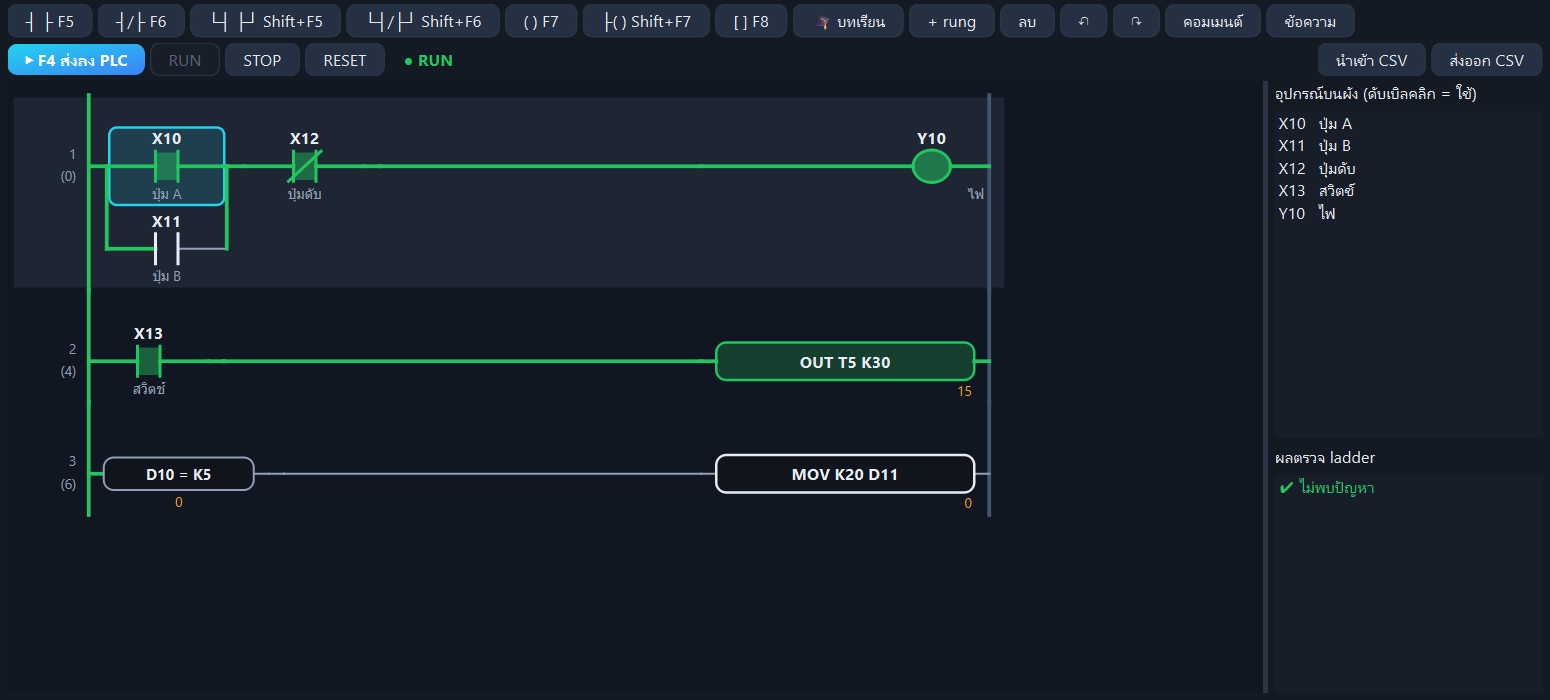 ┤ ├ F5 ┤/├ F6 └┤ ├┘ Shift+F5 └┤/├┘ Shift+F6 ( ) F7 ├( ) Shift+F7 [ ] F8 บทเรียน + rung ลบ ↶ ↷ คอมเมนต์ ข้อความ
▶ F4 ส่งลง PLC RUN STOP RESET ● RUN นำเข้า CSV ส่งออก CSV
อุปกรณ์บนผัง (ดับเบิลคลิก = ใช้)
X10 ปุ่ม A
X11 ปุ่ม B
X12 ปุ่มดับ
X13 สวิตช์
Y10 ไฟ
X10 X12 Y10
1
(0)
ปุ่ม A ปุ่มดับ ไฟ
X11
ปุ่ม B
X13
2
(4)
OUT T5 K30
สวิตช์ 15
3
(6)
D10 = K5 MOV K20 D11
0 0
ผลตรวจ ladder
✔ ไม่พบปัญหา